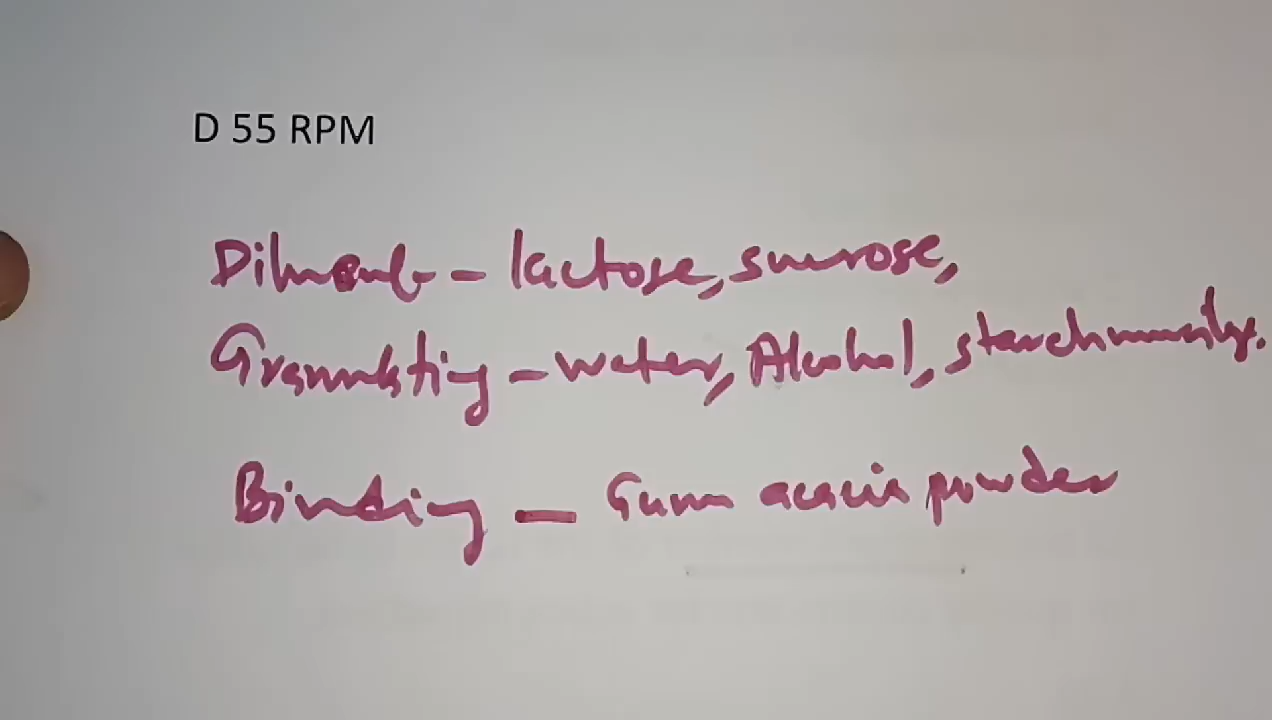 D 55 RPM
Diluent - lactose, sucrose,
Granulating - water, Alcohol, starch mucilage.
Binding - Gum acacia powder